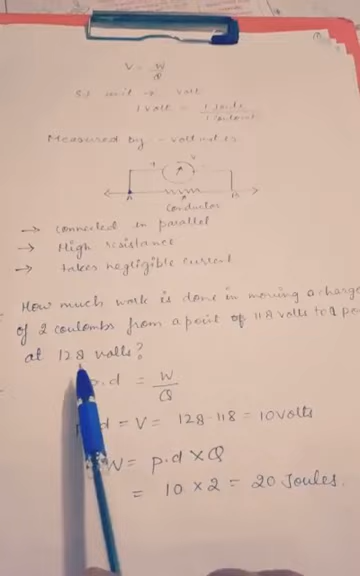 V = W/Q
S.I unit → Volt
1 Volt = 1 Joule / 1 Coulomb
Measured by - voltmeter
+ V -
A B
Conductor
→ connected in parallel
→ High resistance
→ takes negligible current
How much work is done in moving a charge
of 2 coulombs from a point of 118 volts to a
at 128 volts?
p.d = W/Q
p.d = V = 128-118 = 10 volts
W = p.d × Q
= 10 × 2 = 20 Joules.